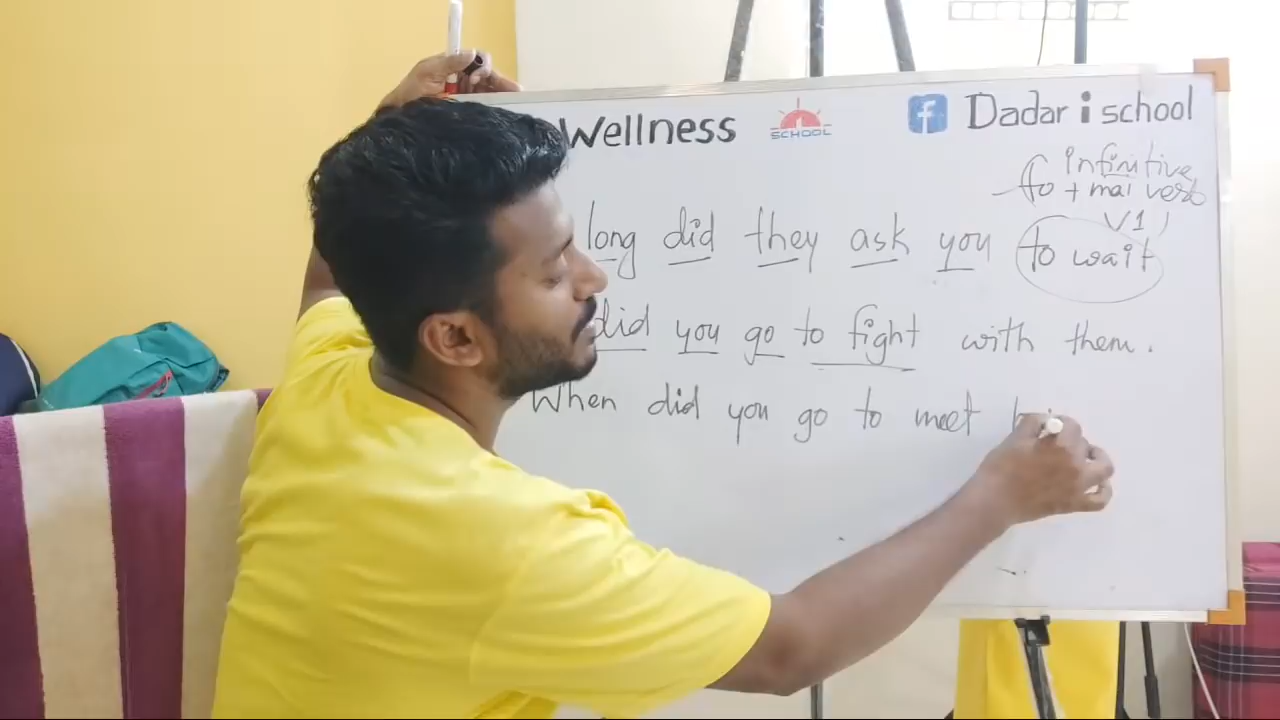 Wellness SCHOOL f Dadar i school
infinitive
to + mai verb
V1)
long did they ask you to wait
did you go to fight with them.
When did you go to meet